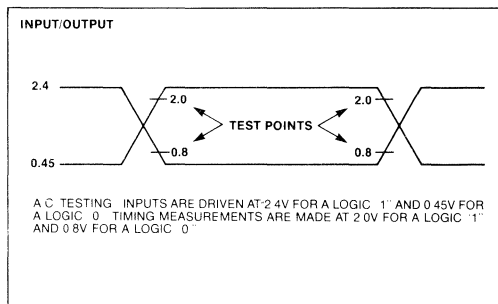 INPUT/OUTPUT
2.4
2.0
2.0
TEST POINTS
0.8
0.8
0.45
A C TESTING INPUTS ARE DRIVEN AT 2 4V FOR A LOGIC 1" AND 0 45V FOR
A LOGIC 0 TIMING MEASUREMENTS ARE MADE AT 2 0V FOR A LOGIC '1"
AND 0 8V FOR A LOGIC 0"